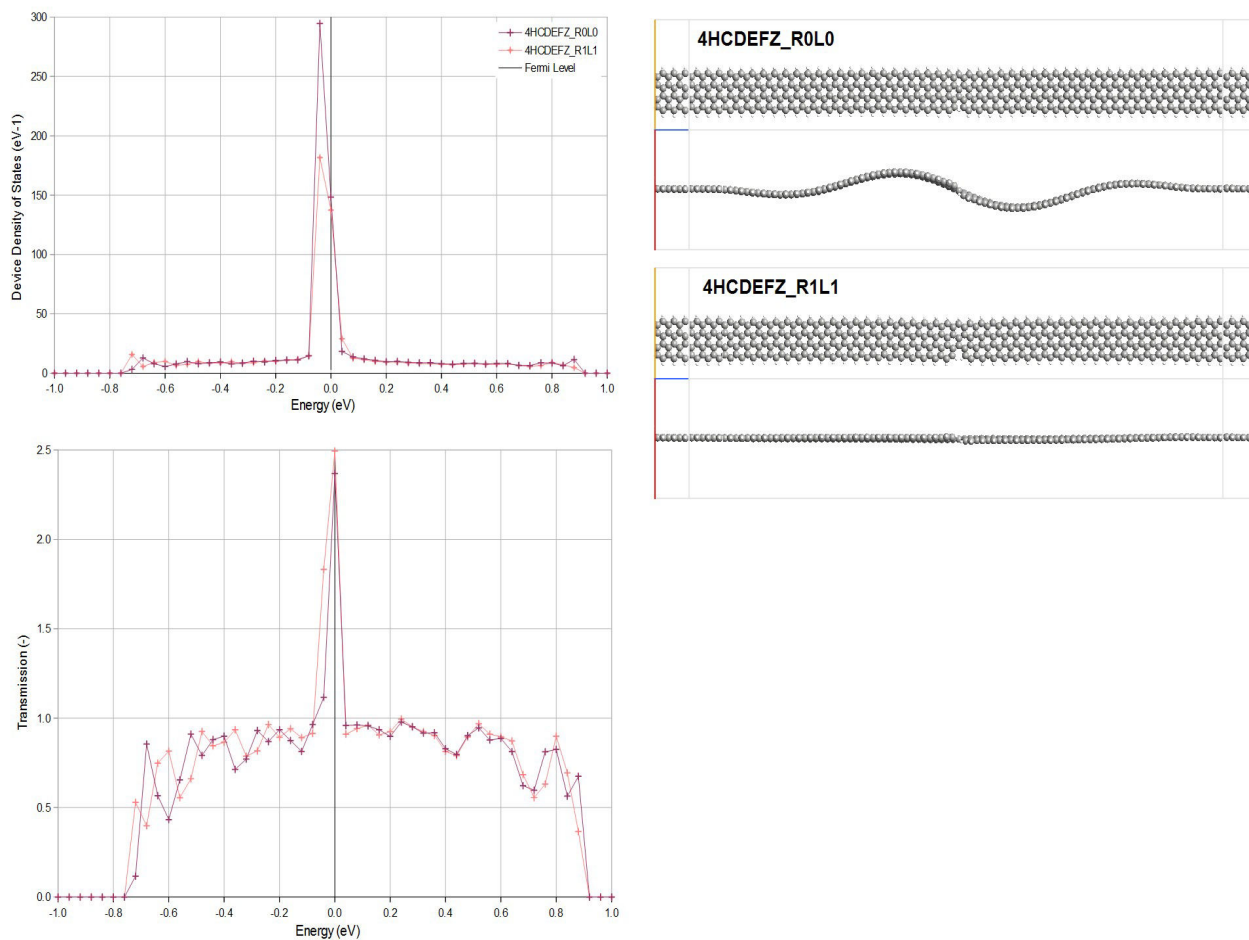 300
250
200
150
100
50
0
Device Density of States (eV-1)
4HCDEFZ_R0L0
4HCDEFZ_R1L1
Fermi Level
-1.0 -0.8 -0.6 -0.4 -0.2 0.0 0.2 0.4 0.6 0.8 1.0
Energy (eV)
2.5
2.0
1.5
1.0
0.5
0.0
Transmission (-)
-1.0 -0.8 -0.6 -0.4 -0.2 0.0 0.2 0.4 0.6 0.8 1.0
Energy (eV)
4HCDEFZ_R0L0
4HCDEFZ_R1L1